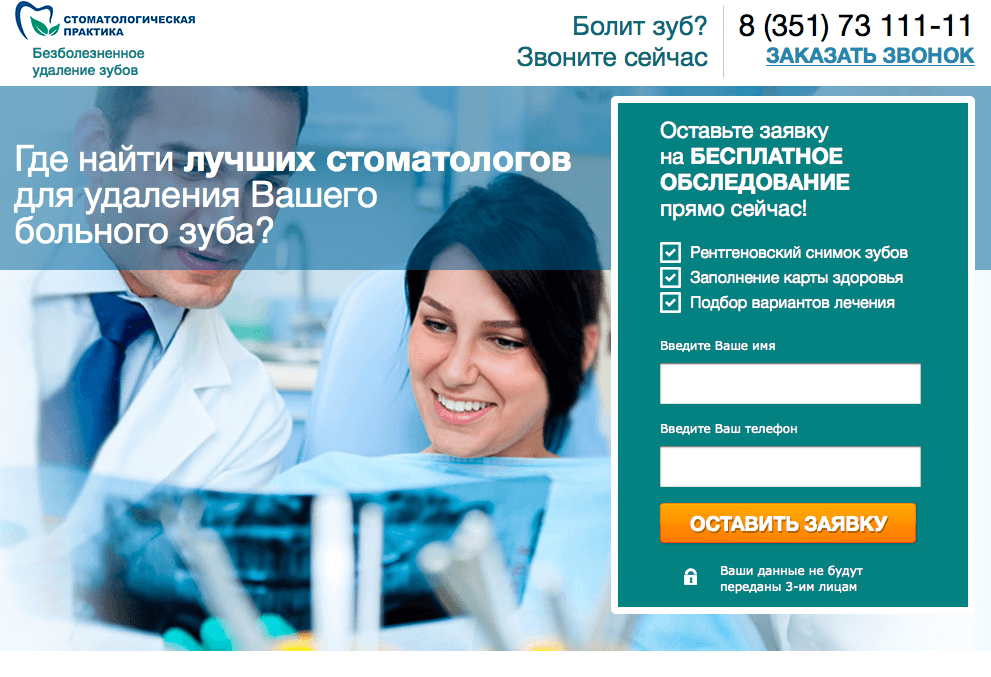 СТОМАТОЛОГИЧЕСКАЯ
ПРАКТИКА
Безболезненное
удаление зубов
Болит зуб?
Звоните сейчас
8 (351) 73 111-11
ЗАКАЗАТЬ ЗВОНОК
Где найти лучших стоматологов
для удаления Вашего
больного зуба?
Оставьте заявку
на БЕСПЛАТНОЕ
ОБСЛЕДОВАНИЕ
прямо сейчас!
Рентгеновский снимок зубов
Заполнение карты здоровья
Подбор вариантов лечения
Введите Ваше имя
Введите Ваш телефон
ОСТАВИТЬ ЗАЯВКУ
Ваши данные не будут
переданы 3-им лицам